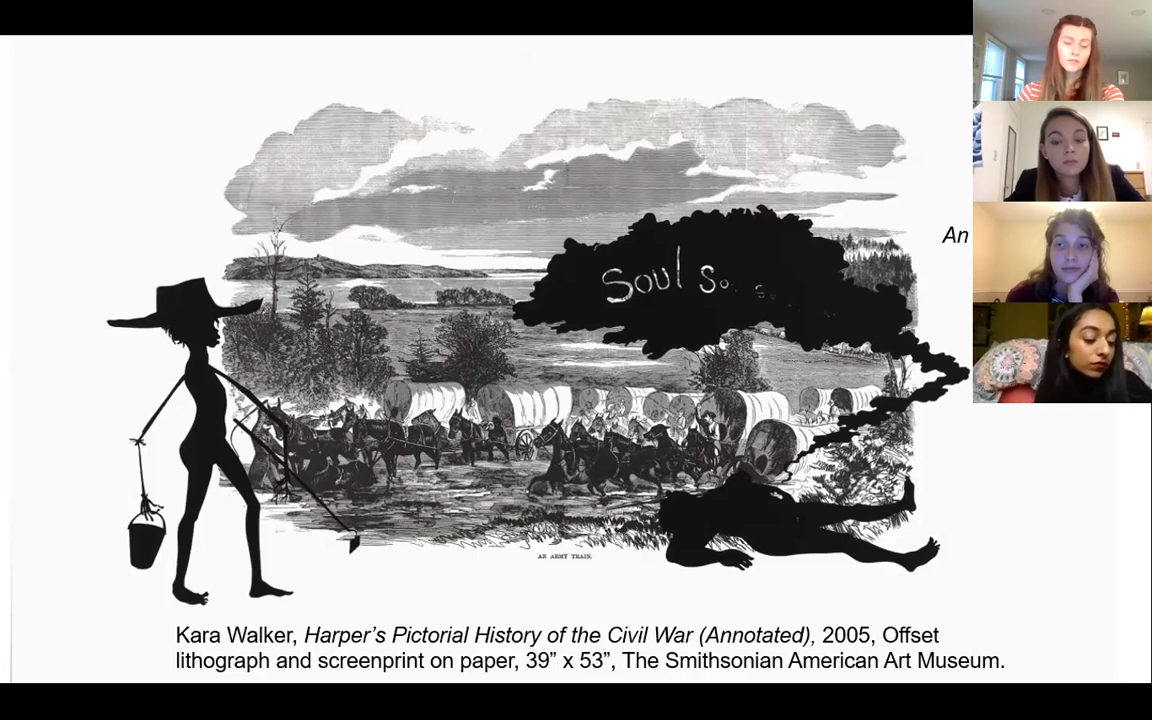 Soul So
An
AN ARMY TRAIN.
Kara Walker, Harper’s Pictorial History of the Civil War (Annotated), 2005, Offset
lithograph and screenprint on paper, 39” x 53”, The Smithsonian American Art Museum.